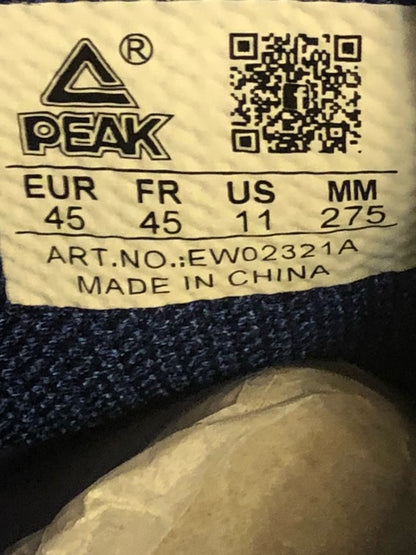 ®
PEAK
EUR FR US MM
45 45 11 275
ART.NO.:EW02321A
MADE IN CHINA